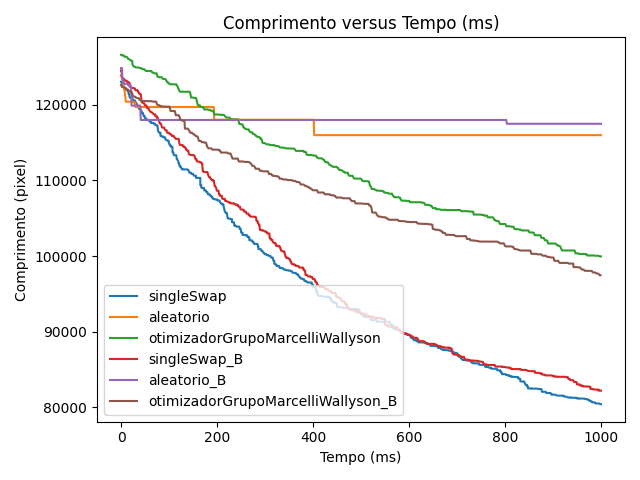 Comprimento versus Tempo (ms)
Comprimento (pixel)
120000
110000
100000
90000
80000
singleSwap
aleatorio
otimizadorGrupoMarcelliWallyson
singleSwap_B
aleatorio_B
otimizadorGrupoMarcelliWallyson_B
0 200 400 600 800 1000
Tempo (ms)